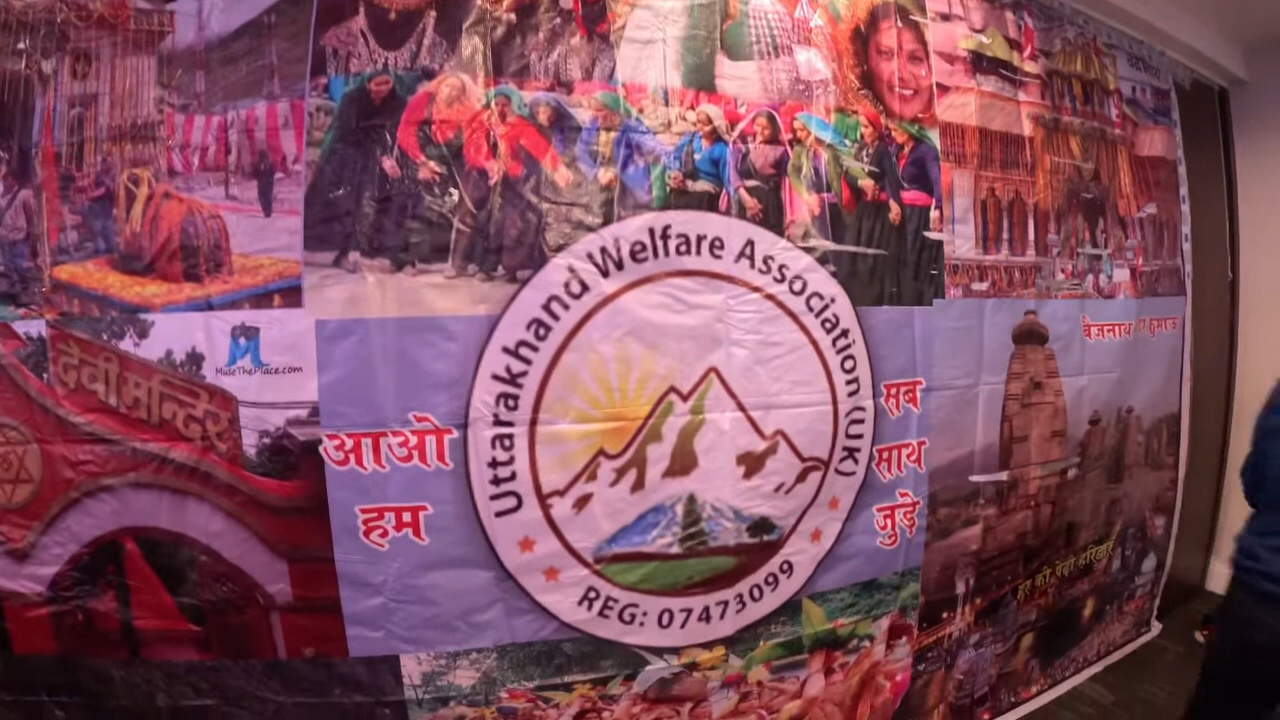 देवी मन्दिर
MuseThePlace.com
Uttarakhand Welfare Association (UK)
REG: 07473099
आओ
हम
सब
साथ
जुड़े
बैजनाथ
हर की पेड़ी हरिद्वार